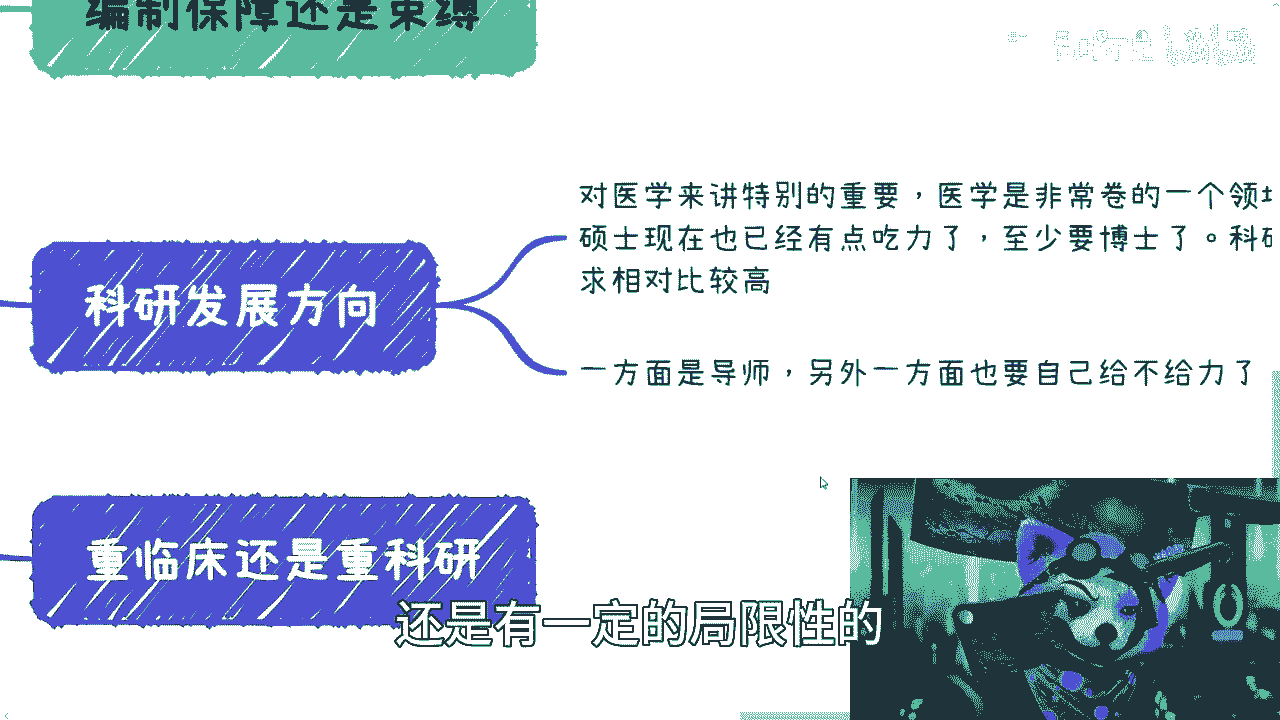 编制保障还是束缚
对医学来讲特别的重要，医学是非常卷的一个领
硕士现在也已经有点吃力了，至少要博士了。科
求相对比较高
科研发展方向
一方面是导师，另外一方面也要自己给不给力了
重临床还是重科研
还是有一定的局限性的